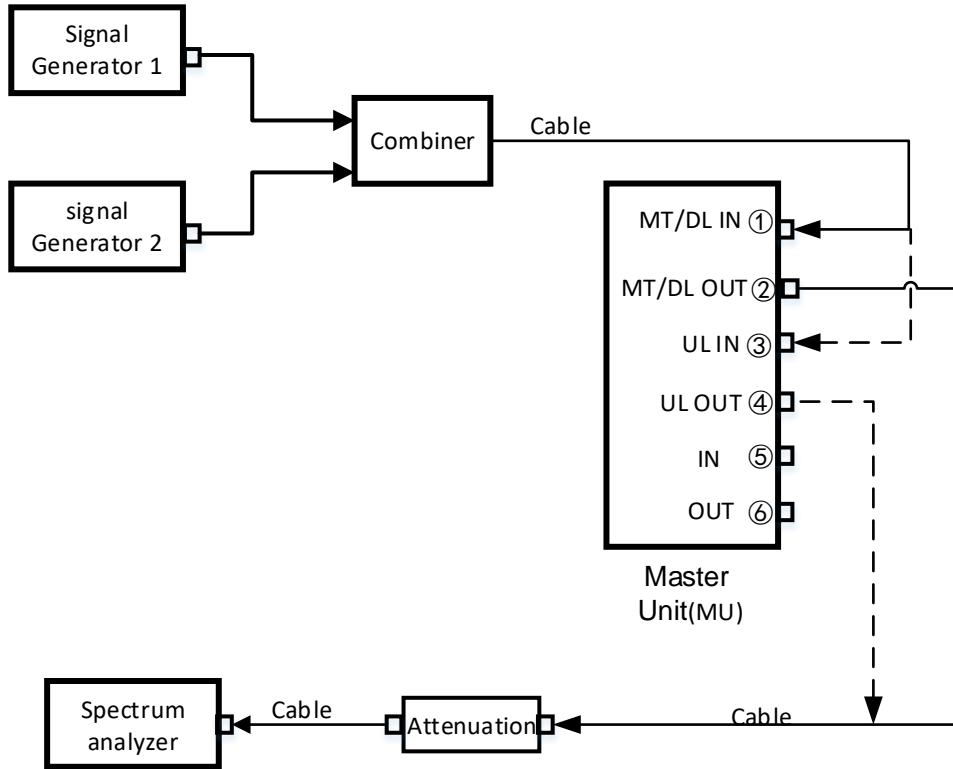 Signal
Generator 1
Combiner
Cable
signal
Generator 2
MT/DL IN ①
MT/DL OUT ②
UL IN ③
UL OUT ④
IN ⑤
OUT ⑥
Master
Unit(MU)
Spectrum
analyzer
Cable
Attenuation
Cable